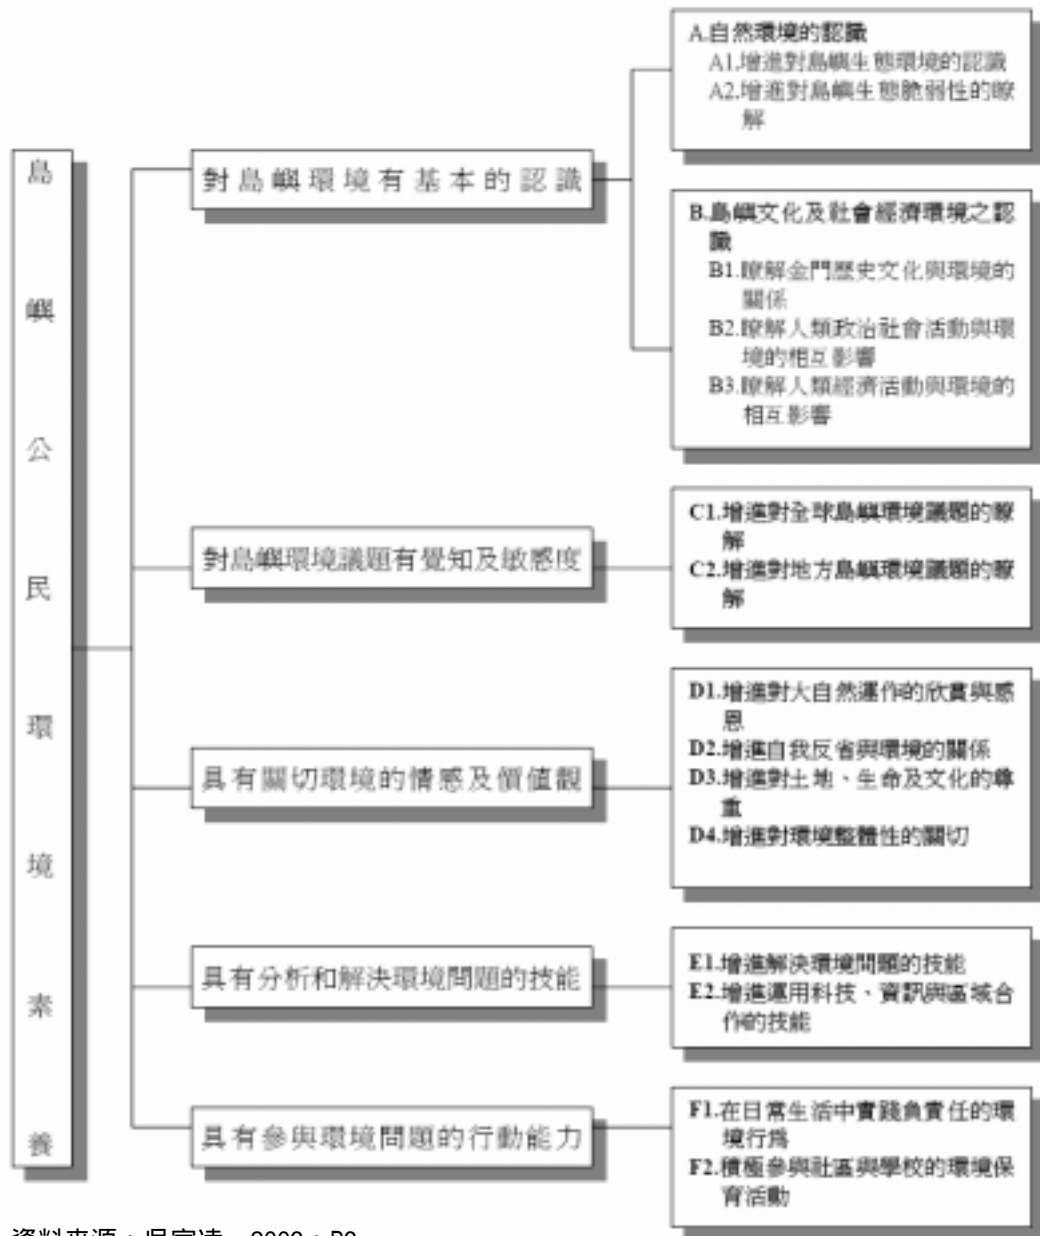 島嶼公民環境素養
對島嶼環境有基本的認識
A.自然環境的認識
A1.增進對島嶼生態環境的認識
A2.增進對島嶼生態脆弱性的瞭
解
B.島嶼文化及社會經濟環境之認
識
B1.瞭解金門歷史文化與環境的
關係
B2.瞭解人類政治社會活動與環
境的相互影響
B3.瞭解人類經濟活動與環境的
相互影響
對島嶼環境議題有覺知及敏感度
C1.增進對全球島嶼環境議題的瞭
解
C2.增進對地方島嶼環境議題的瞭
解
具有關切環境的情感及價值觀
D1.增進對大自然運作的欣賞與感
恩
D2.增進自我反省與環境的關係
D3.增進對土地、生命及文化的尊
重
D4.增進對環境整體性的關切
具有分析和解決環境問題的技能
E1.增進解決環境問題的技能
E2.增進運用科技、資訊與區域合
作的技能
具有參與環境問題的行動能力
F1.在日常生活中實踐負責任的環
境行為
F2.積極參與社區與學校的環境保
育活動